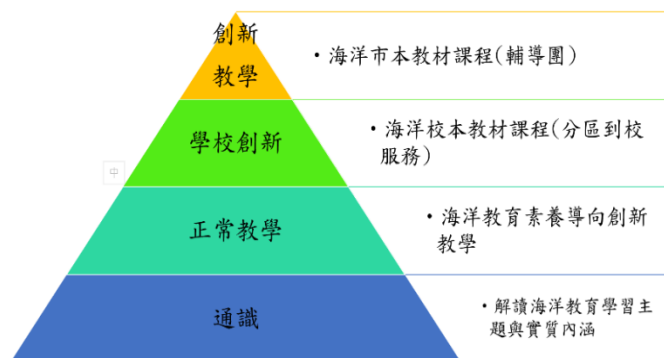 創新
教學
・海洋市本教材課程(輔導團)
學校創新
・海洋校本教材課程(分區到校
服務)
中
正常教學
・海洋教育素養導向創新
教學
通識
・解讀海洋教育學習主
題與實質內涵